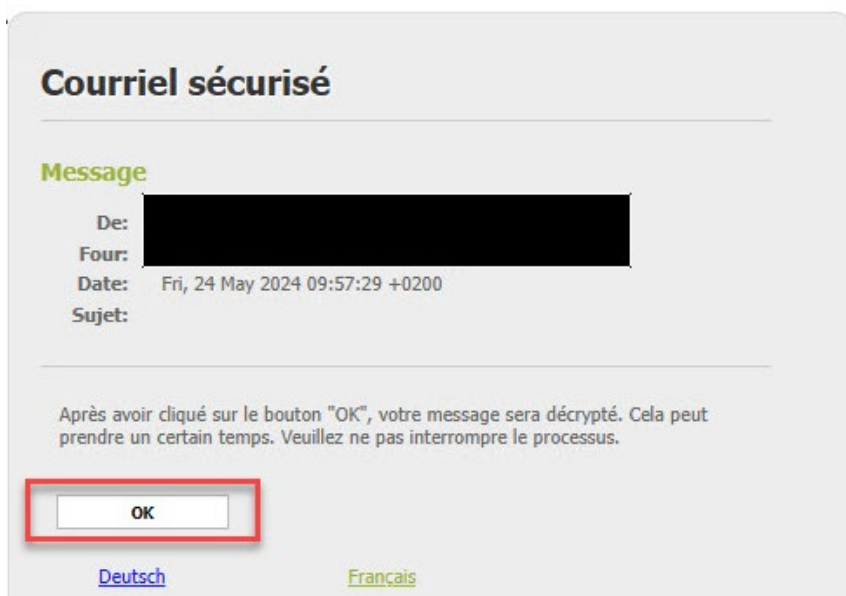 Courriel sécurisé
Message
De:
Four:
Date: Fri, 24 May 2024 09:57:29 +0200
Sujet:
Après avoir cliqué sur le bouton "OK", votre message sera décrypté. Cela peut
prendre un certain temps. Veuillez ne pas interrompre le processus.
OK
Deutsch Français